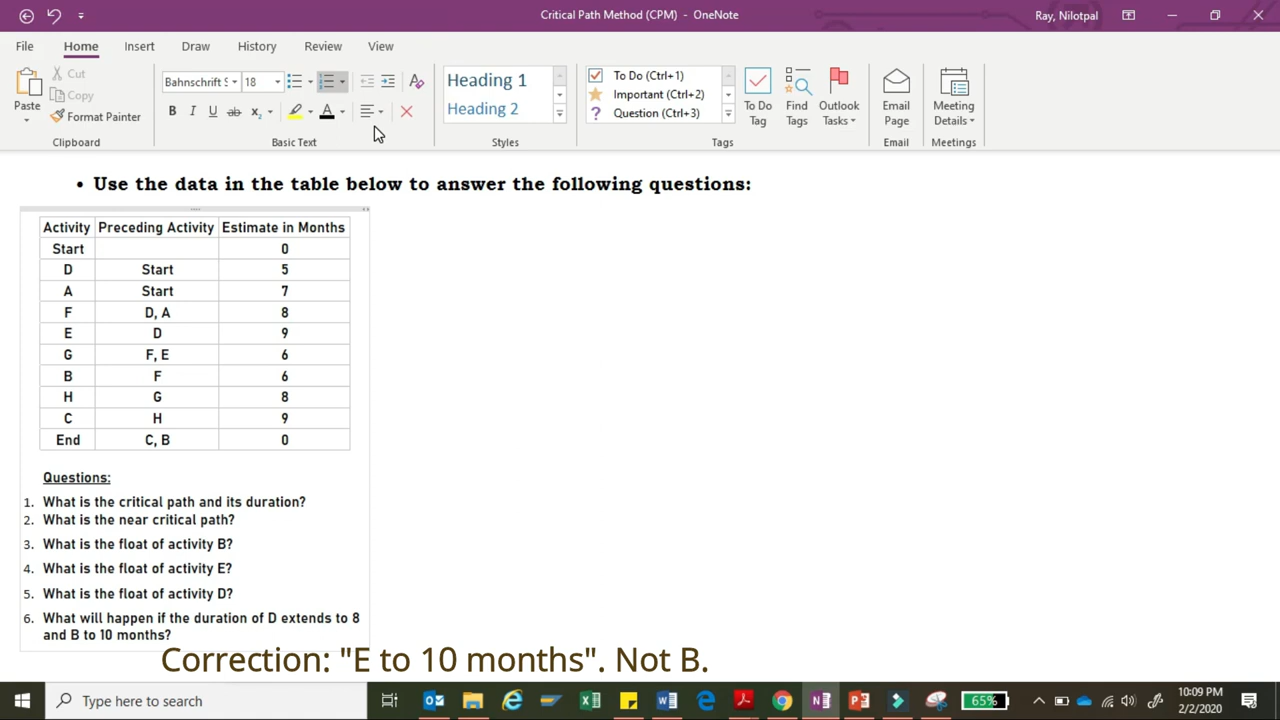 Critical Path Method (CPM) - OneNote
Ray, Nilotpal
File Home Insert Draw History Review View
Paste
Cut
Copy
Format Painter
Clipboard
Bahnschrift S 18
B I U ab x₂ A
Basic Text
Heading 1
Heading 2
Styles
To Do (Ctrl+1)
Important (Ctrl+2)
? Question (Ctrl+3)
To Do Tag
Find Tags
Outlook Tasks
Tags
Email Page
Email
Meeting Details
Meetings
• Use the data in the table below to answer the following questions:
Activity Preceding Activity Estimate in Months
Start 0
D Start 5
A Start 7
F D, A 8
E D 9
G F, E 6
B F 6
H G 8
C H 9
End C, B 0
Questions:
1. What is the critical path and its duration?
2. What is the near critical path?
3. What is the float of activity B?
4. What is the float of activity E?
5. What is the float of activity D?
6. What will happen if the duration of D extends to 8
and B to 10 months?
Correction: "E to 10 months". Not B.
Type here to search
65%
10:09 PM
2/2/2020